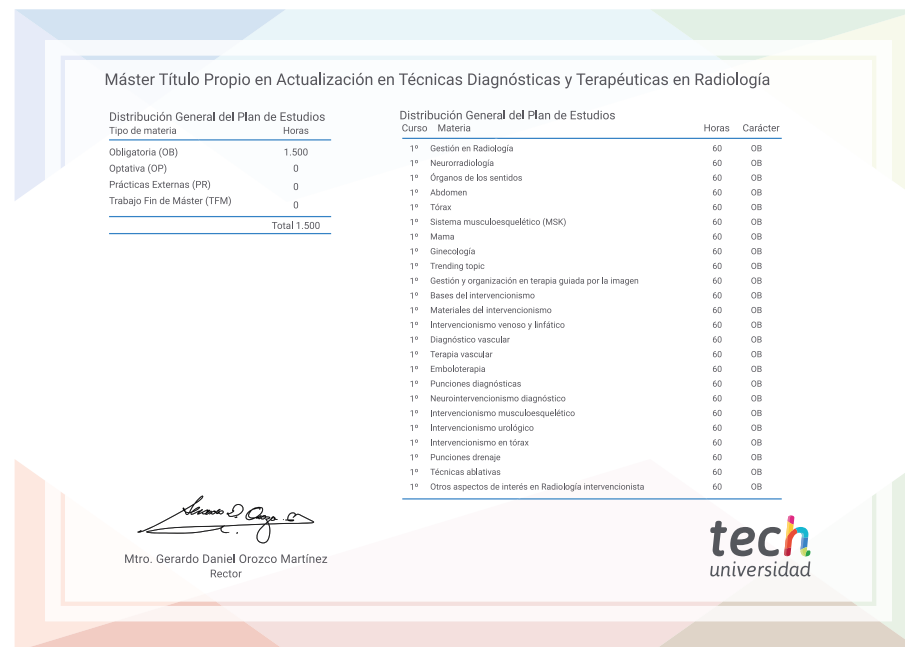 Máster Título Propio en Actualización en Técnicas Diagnósticas y Terapéuticas en Radiología
Distribución General del Plan de Estudios
Tipo de materia Horas
Obligatoria (OB) 1.500
Optativa (OP) 0
Prácticas Externas (PR) 0
Trabajo Fin de Máster (TFM) 0
Total 1.500
Distribución General del Plan de Estudios
Curso Materia Horas Carácter
1º Gestión en Radiología 60 OB
1º Neurorradiología 60 OB
1º Órganos de los sentidos 60 OB
1º Abdomen 60 OB
1º Tórax 60 OB
1º Sistema musculoesquelético (MSK) 60 OB
1º Mama 60 OB
1º Ginecología 60 OB
1º Trending topic 60 OB
1º Gestión y organización en terapia guiada por la imagen 60 OB
1º Bases del intervencionismo 60 OB
1º Materiales del intervencionismo 60 OB
1º Intervencionismo venoso y linfático 60 OB
1º Diagnóstico vascular 60 OB
1º Terapia vascular 60 OB
1º Emboloterapia 60 OB
1º Punciones diagnósticas 60 OB
1º Neurointervencionismo diagnóstico 60 OB
1º Intervencionismo musculoesquelético 60 OB
1º Intervencionismo urológico 60 OB
1º Intervencionismo en tórax 60 OB
1º Punciones drenaje 60 OB
1º Técnicas ablativas 60 OB
1º Otros aspectos de interés en Radiología intervencionista 60 OB
Mtro. Gerardo Daniel Orozco Martínez
Rector
tech
universidad